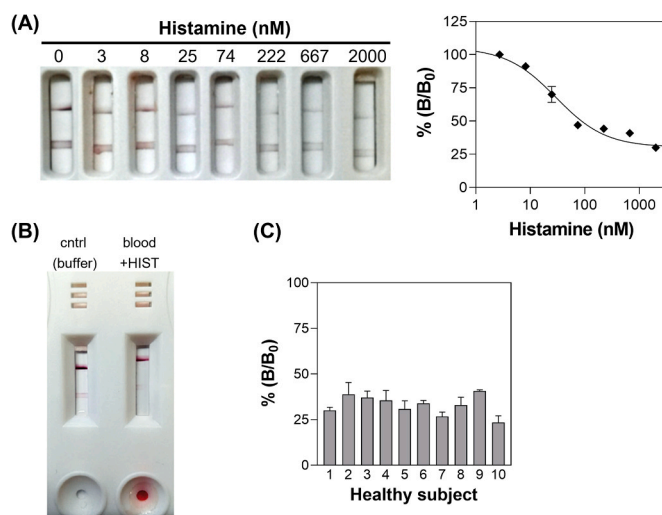 (A)
Histamine (nM)
0 3 8 25 74 222 667 2000
125
100
75
50
25
0
% (B/B0)
1 10 100 1000
Histamine (nM)
(B)
cntrl blood
(buffer) +HIST
(C)
100
75
50
25
0
% (B/B0)
1 2 3 4 5 6 7 8 9 10
Healthy subject